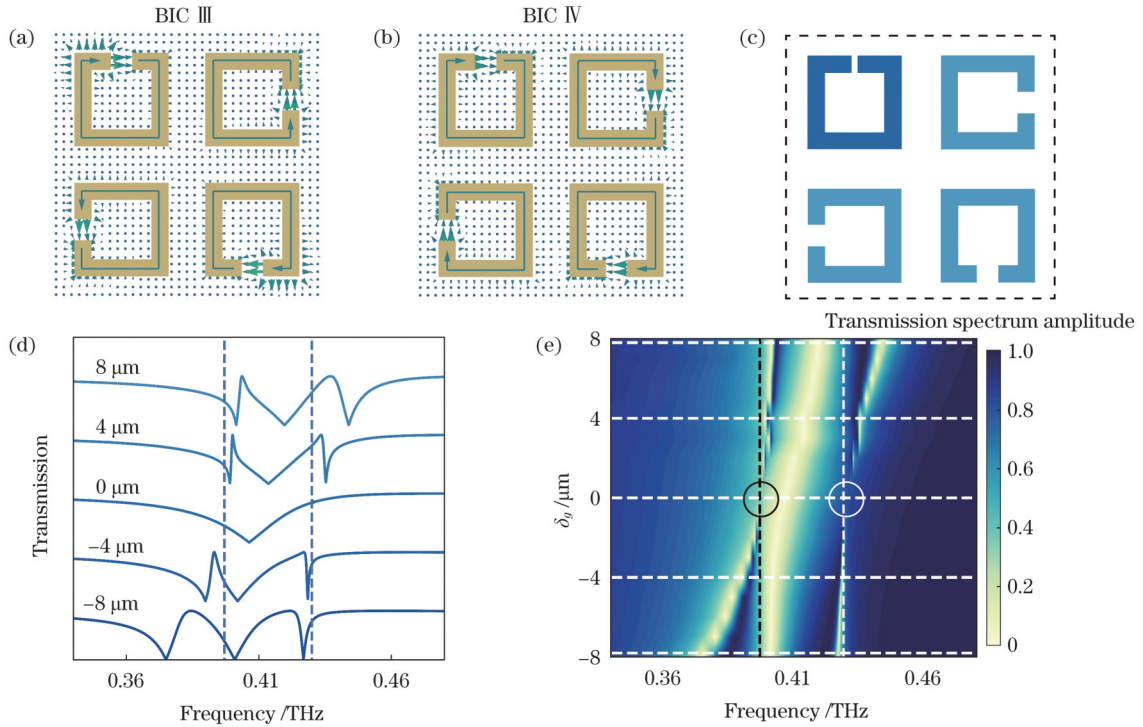 BIC Ⅲ
BIC Ⅳ
(a)
(b)
(c)
(d)
8 μm
4 μm
0 μm
−4 μm
−8 μm
Transmission
0.36
0.41
0.46
Frequency /THz
Transmission spectrum amplitude
(e)
8
4
0
−4
−8
δg /μm
0.36
0.41
0.46
Frequency /THz
1.0
0.8
0.6
0.4
0.2
0